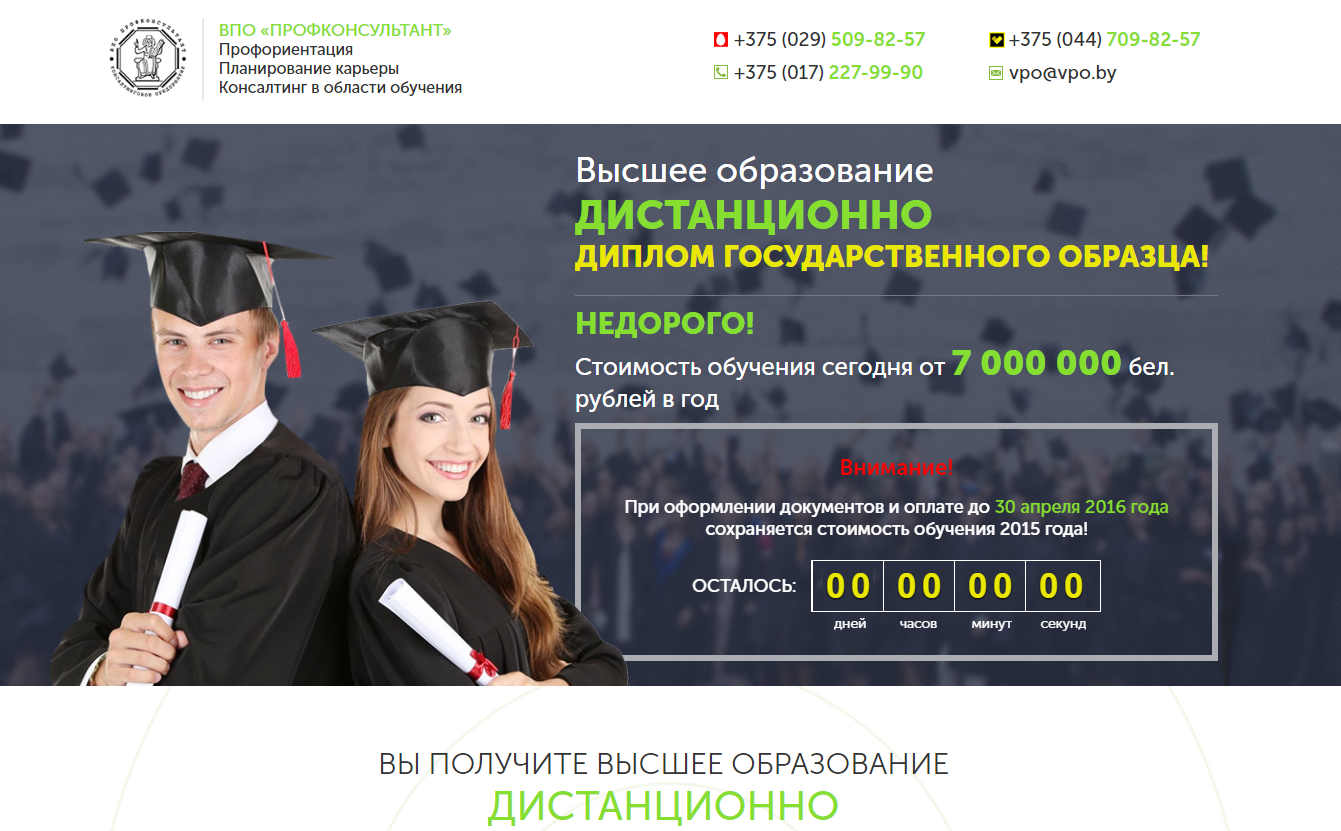 ВПО «ПРОФКОНСУЛЬТАНТ»
Профориентация
Планирование карьеры
Консалтинг в области обучения
+375 (029) 509-82-57
+375 (044) 709-82-57
+375 (017) 227-99-90
vpo@vpo.by
Высшее образование
ДИСТАНЦИОННО
ДИПЛОМ ГОСУДАРСТВЕННОГО ОБРАЗЦА!
НЕДОРОГО!
Стоимость обучения сегодня от 7 000 000 бел.
рублей в год
Внимание!
При оформлении документов и оплате до 30 апреля 2016 года
сохраняется стоимость обучения 2015 года!
ОСТАЛОСЬ: 00 00 00 00
дней часов минут секунд
ВЫ ПОЛУЧИТЕ ВЫСШЕЕ ОБРАЗОВАНИЕ
ДИСТАНЦИОННО